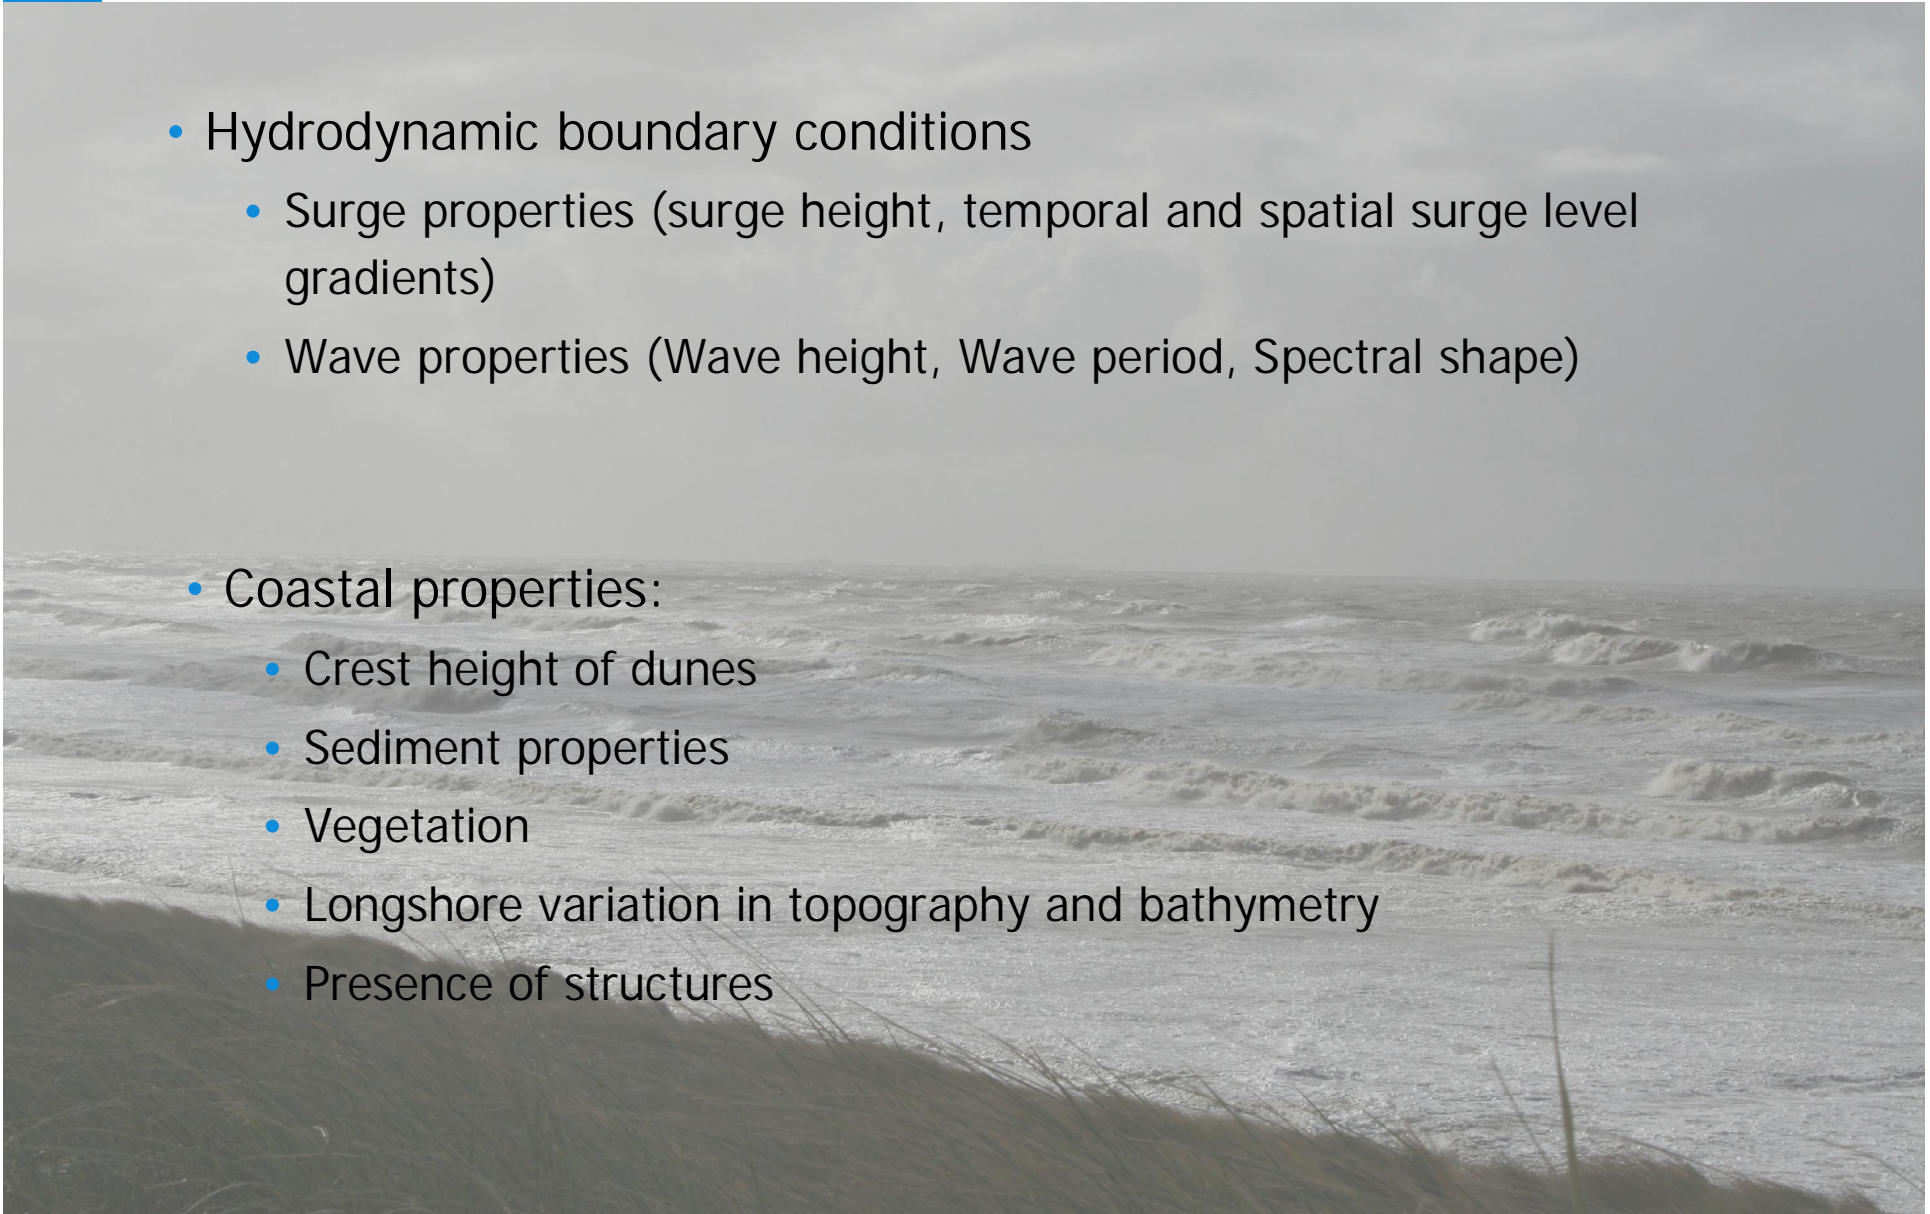 • Hydrodynamic boundary conditions
• Surge properties (surge height, temporal and spatial surge level
gradients)
• Wave properties (Wave height, Wave period, Spectral shape)
• Coastal properties:
• Crest height of dunes
• Sediment properties
• Vegetation
• Longshore variation in topography and bathymetry
• Presence of structures